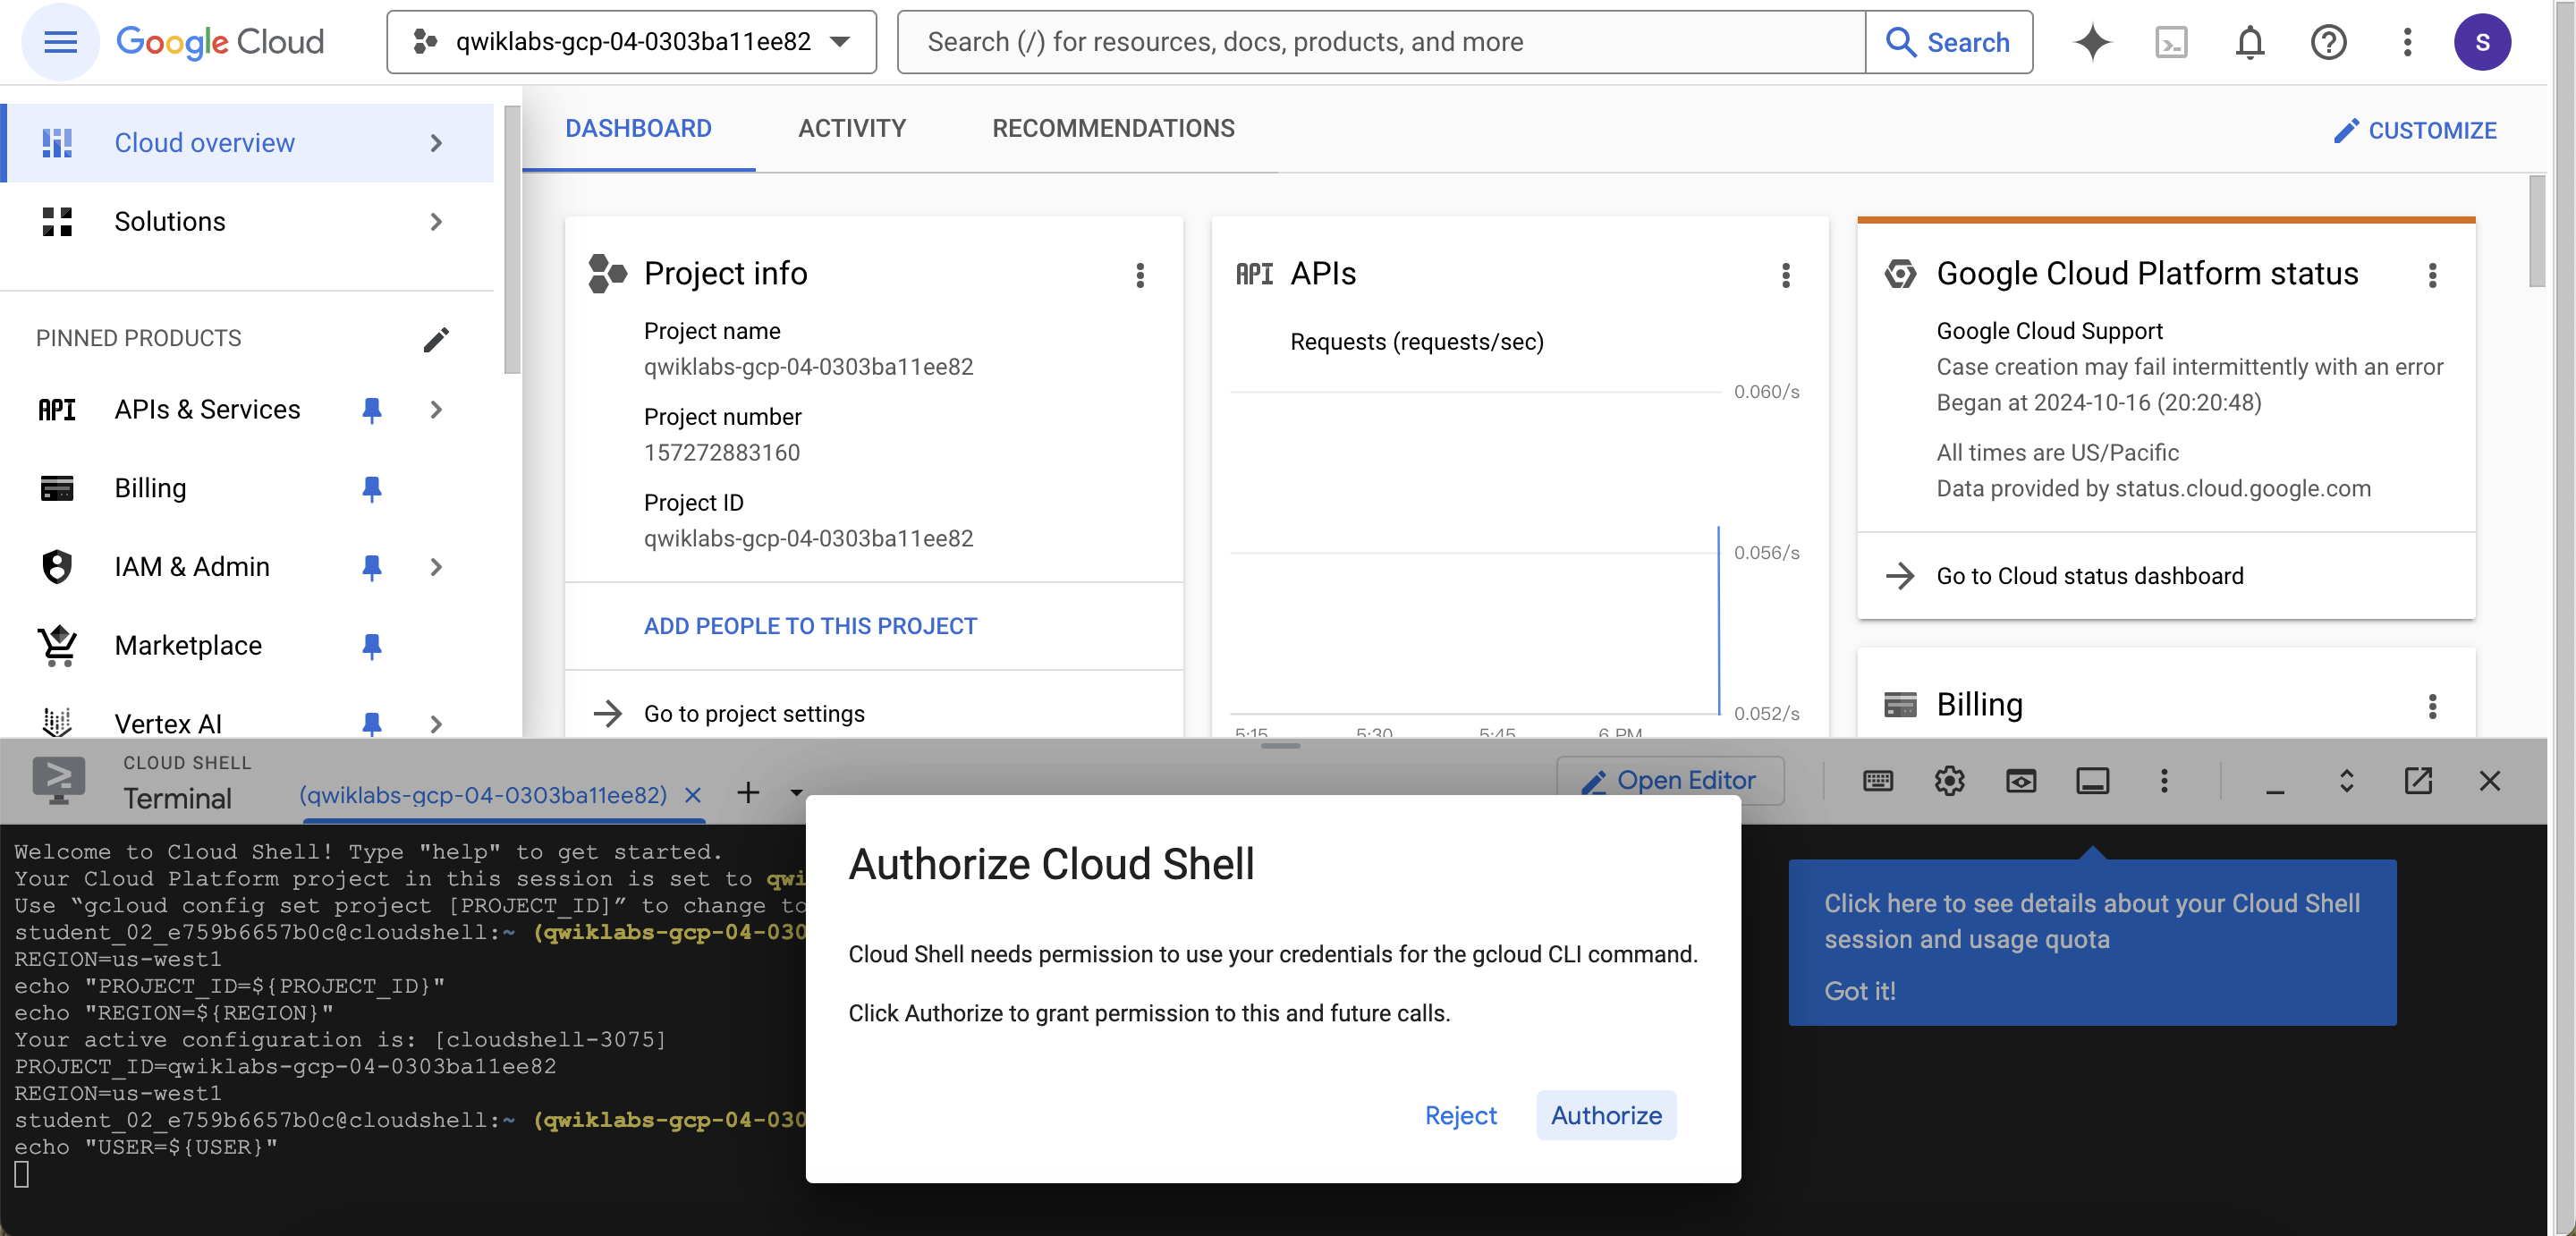 Google Cloud
qwiklabs-gcp-04-0303ba11ee82
Search (/) for resources, docs, products, and more
Search
S
Cloud overview
Solutions
PINNED PRODUCTS
API APIs & Services
Billing
IAM & Admin
Marketplace
Vertex AI
DASHBOARD ACTIVITY RECOMMENDATIONS
CUSTOMIZE
Project info
Project name
qwiklabs-gcp-04-0303ba11ee82
Project number
157272883160
Project ID
qwiklabs-gcp-04-0303ba11ee82
ADD PEOPLE TO THIS PROJECT
Go to project settings
API APIs
Requests (requests/sec)
0.060/s
0.056/s
0.052/s
5:15 5:30 5:45 6 PM
Google Cloud Platform status
Google Cloud Support
Case creation may fail intermittently with an error
Began at 2024-10-16 (20:20:48)
All times are US/Pacific
Data provided by status.cloud.google.com
Go to Cloud status dashboard
Billing
CLOUD SHELL
Terminal
(qwiklabs-gcp-04-0303ba11ee82)
Open Editor
Welcome to Cloud Shell! Type "help" to get started.
Your Cloud Platform project in this session is set to qwi
Use “gcloud config set project [PROJECT_ID]” to change to
student_02_e759b6657b0c@cloudshell:~ (qwiklabs-gcp-04-030
REGION=us-west1
echo "PROJECT_ID=${PROJECT_ID}"
echo "REGION=${REGION}"
Your active configuration is: [cloudshell-3075]
PROJECT_ID=qwiklabs-gcp-04-0303ba11ee82
REGION=us-west1
student_02_e759b6657b0c@cloudshell:~ (qwiklabs-gcp-04-030
echo "USER=${USER}"
Authorize Cloud Shell
Cloud Shell needs permission to use your credentials for the gcloud CLI command.
Click Authorize to grant permission to this and future calls.
Reject Authorize
Click here to see details about your Cloud Shell
session and usage quota
Got it!